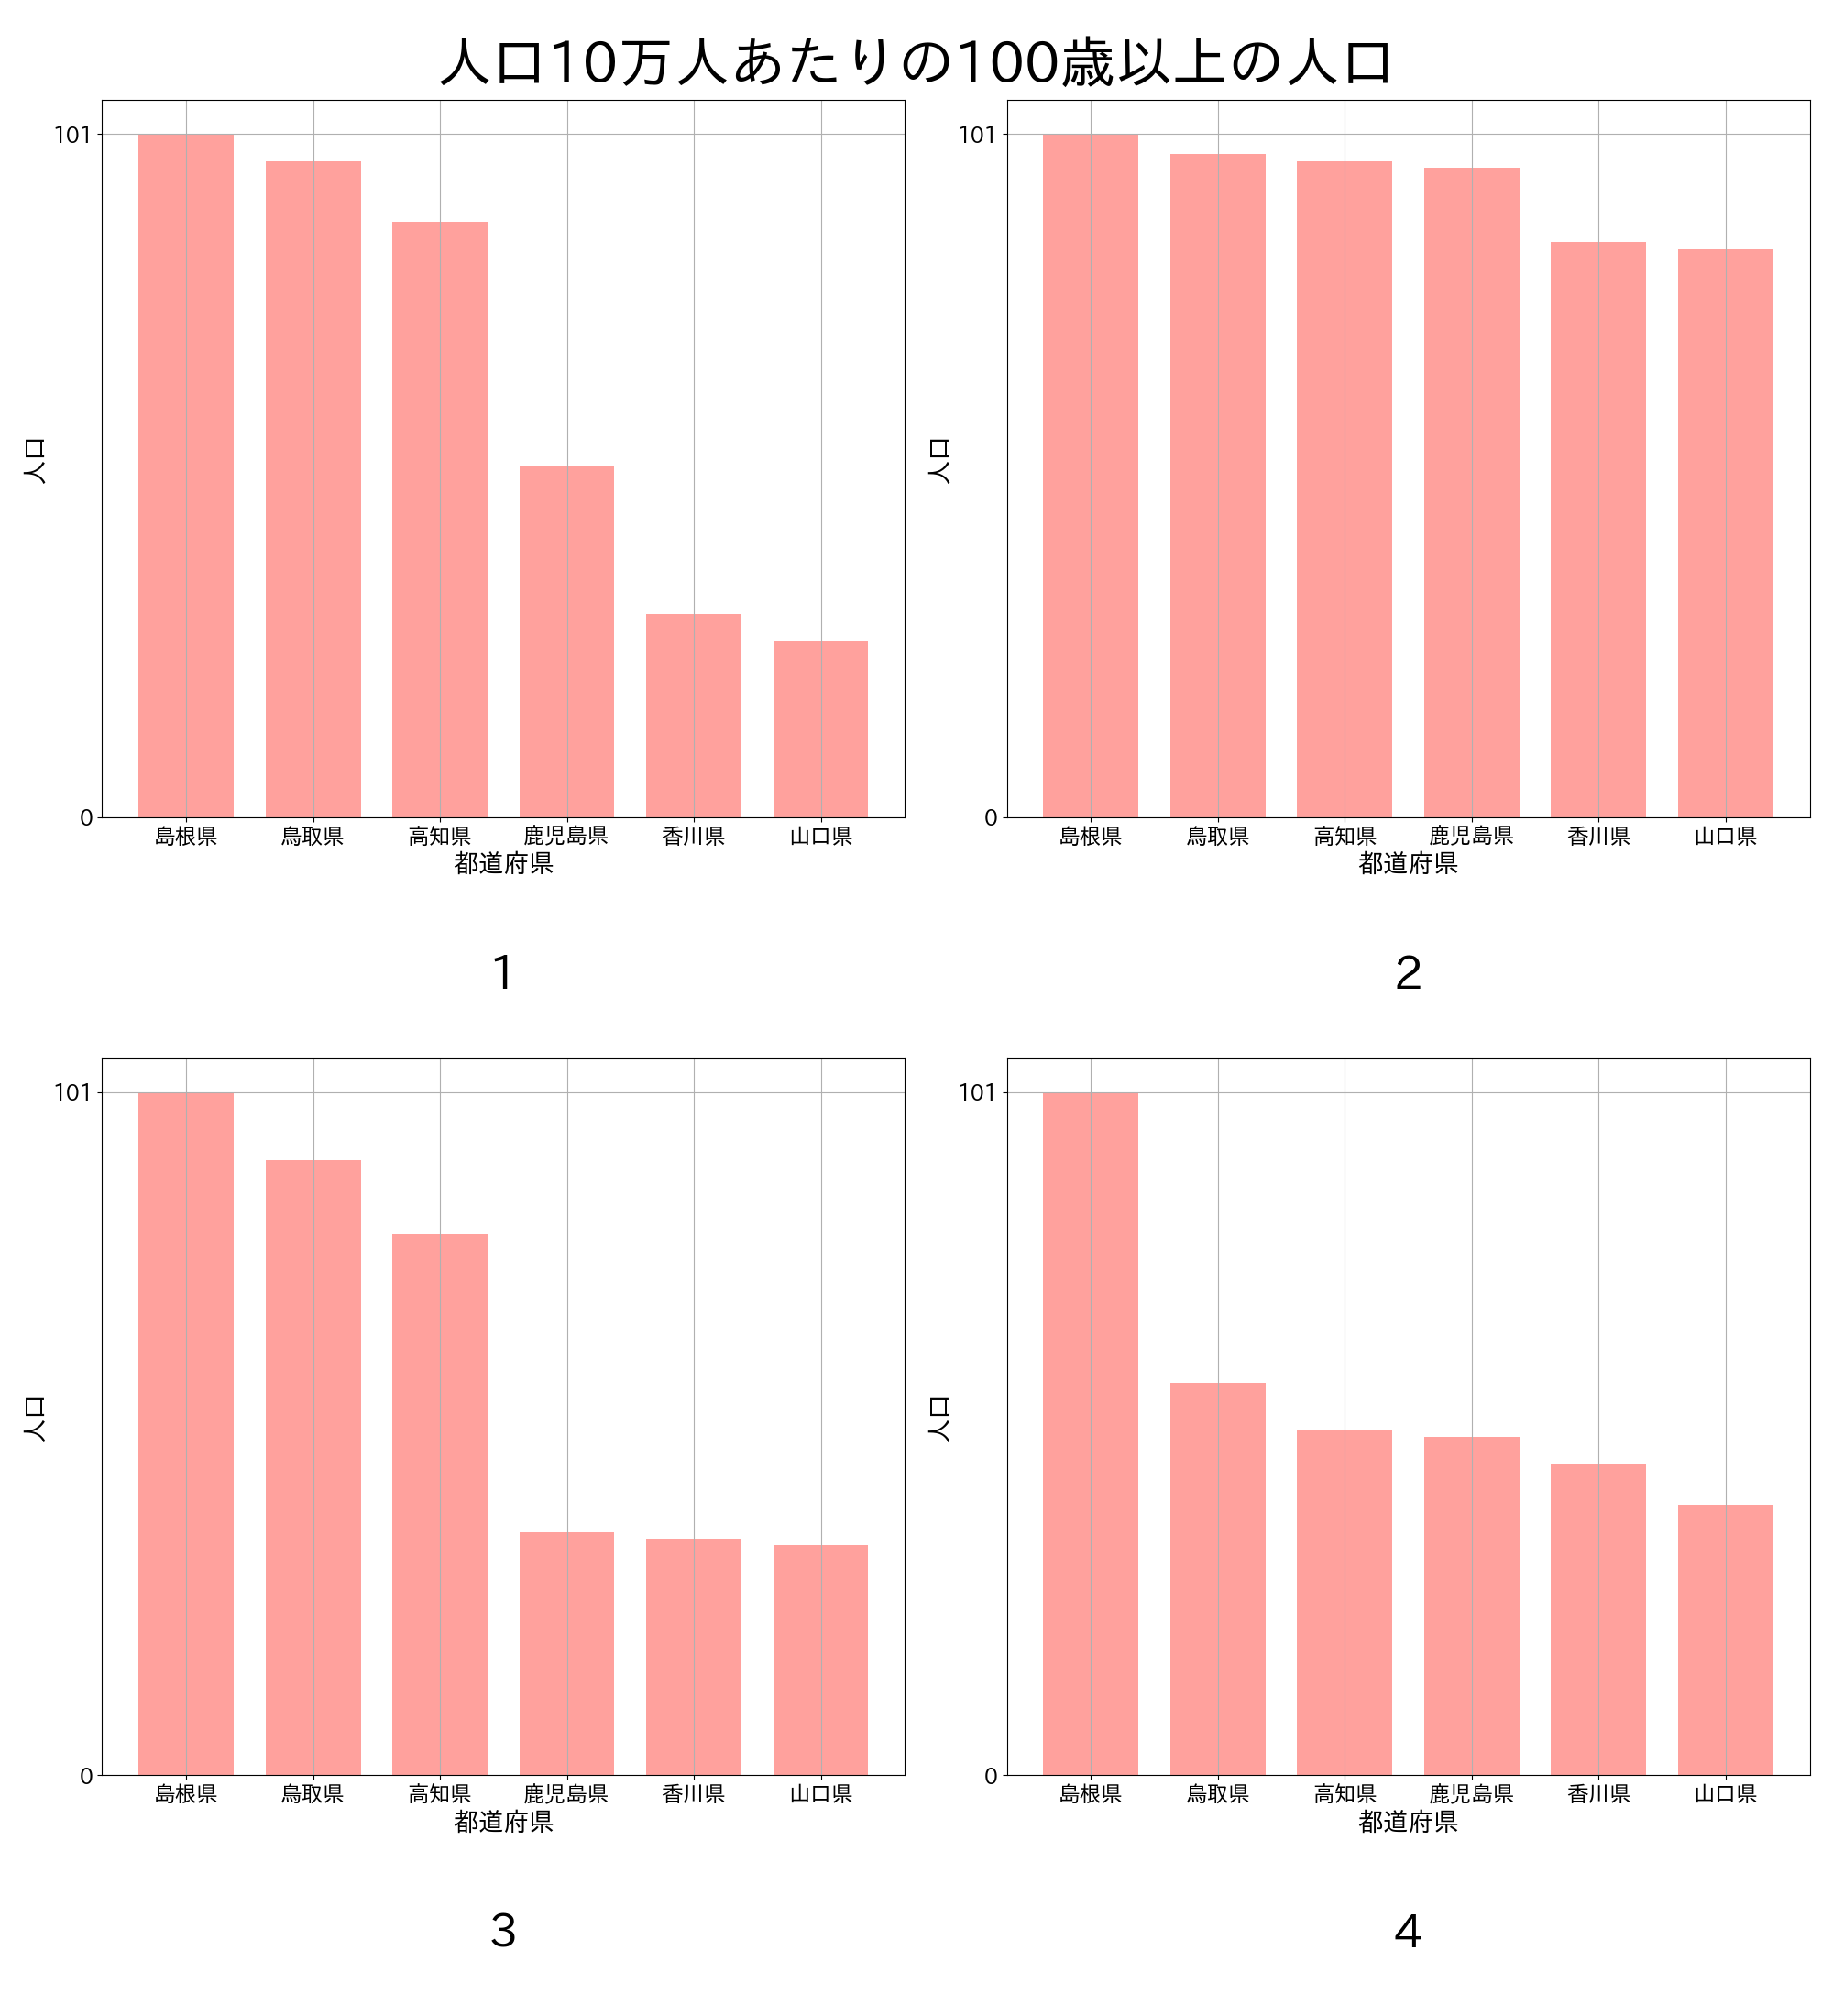 人口10万人あたりの100歳以上の人口
101
0
人口
島根県 鳥取県 高知県 鹿児島県 香川県 山口県
都道府県
1
101
0
人口
島根県 鳥取県 高知県 鹿児島県 香川県 山口県
都道府県
2
101
0
人口
島根県 鳥取県 高知県 鹿児島県 香川県 山口県
都道府県
3
101
0
人口
島根県 鳥取県 高知県 鹿児島県 香川県 山口県
都道府県
4